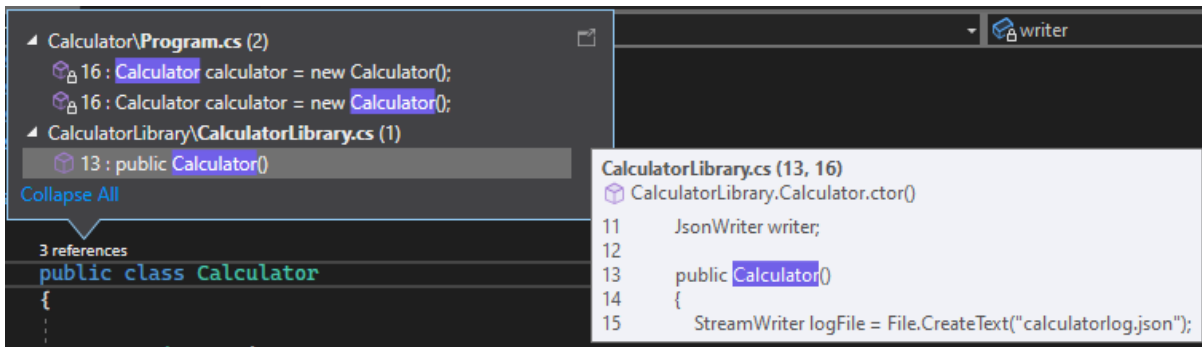 Calculator\Program.cs (2)
16 : Calculator calculator = new Calculator();
16 : Calculator calculator = new Calculator();
CalculatorLibrary\CalculatorLibrary.cs (1)
13 : public Calculator()
Collapse All
writer
CalculatorLibrary.cs (13, 16)
CalculatorLibrary.Calculator.ctor()
11 JsonWriter writer;
12
13 public Calculator()
14 {
15 StreamWriter logFile = File.CreateText("calculatorlog.json");
3 references
public class Calculator
{